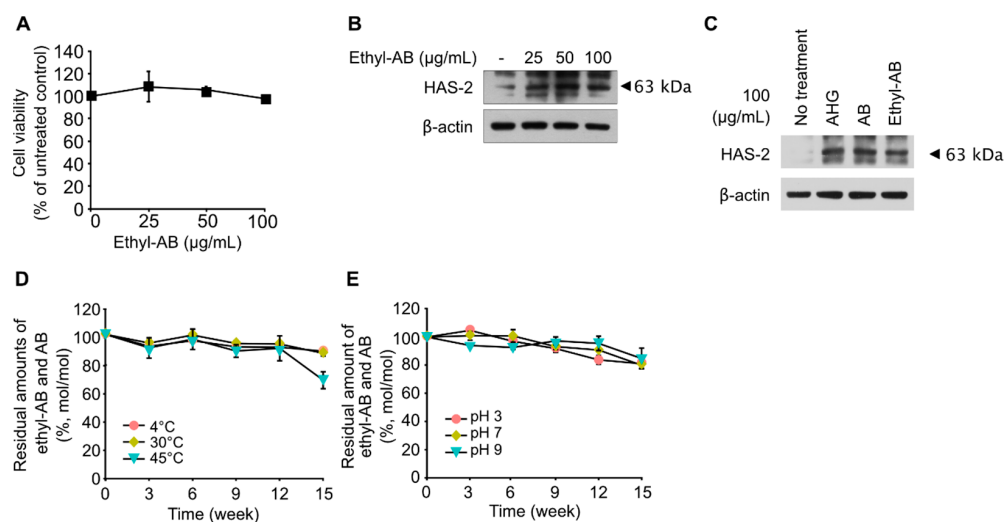 A
Cell viability
(% of untreated control)
140
120
100
80
60
40
20
0
0 25 50 100
Ethyl-AB (µg/mL)
B
Ethyl-AB (µg/mL) - 25 50 100
HAS-2
◄63 kDa
β-actin
C
100
(µg/mL)
No treatment
AHG
AB
Ethyl-AB
HAS-2
◄ 63 kDa
β-actin
D
Residual amounts of
ethyl-AB and AB
(%, mol/mol)
120
100
80
60
40
20
0
4°C
30°C
45°C
0 3 6 9 12 15
Time (week)
E
Residual amounts of
ethyl-AB and AB
(%, mol/mol)
120
100
80
60
40
20
0
pH 3
pH 7
pH 9
0 3 6 9 12 15
Time (week)